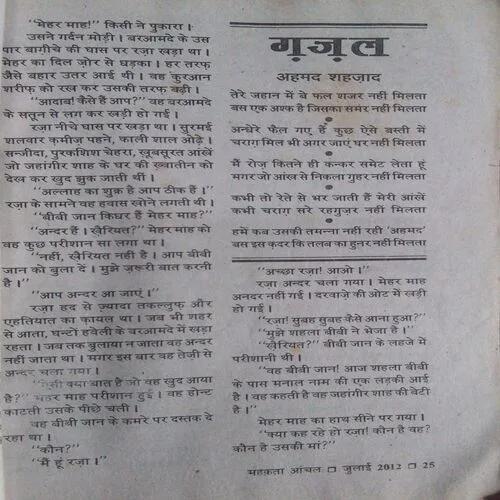 “मेहर माह!” किसी ने पुकारा।
उसने गर्दन मोड़ी। बरआमदे के उस
पार बागीचे की घास पर रज़ा खड़ा था।
मेहर का दिल ज़ोर से धड़का। हर तरफ़
जैसे बहार उतर आई थी। वह क़ुरआन
शरीफ़ को रख कर उसकी तरफ़ बढ़ी।
“आदाब! कैसे हैं आप?” वह बरआमदे
के सतून से लग कर खड़ी हो गई।
रज़ा नीचे घास पर खड़ा था। सुरमई
शलवार क़मीज़ पहने, काली शाल ओढ़े।
सन्जीदा, पुरकशिश चेहरा, ख़ूबसूरत आंखें
जो जहांगीर शाह के घर की ख्वातीन को
देख कर खुद झुक जाती थीं।
“अल्लाह का शुक्र है आप ठीक हैं।”
रज़ा के सामने वह हवास खोने लगती थी।
“बीबी जान किधर हैं मेहर माह?”
“अन्दर हैं। ख़ैरियत?” मेहर माह को
वह कुछ परीशान सा लगा था।
“नहीं, ख़ैरियत नहीं है। आप बीबी
जान को बुला दें। मुझे ज़रूरी बात करनी
है।”
“आप अन्दर आ जाएं।”
रज़ा हद से ज्यादा तकल्लुफ़ और
एहतियात का कायल था। जब भी शहर
से आता, घन्टों हवेली के बरआमदे में खड़ा
रहता। जब तक बुलाया न जाता वह अन्दर
नहीं जाता था। मगर इस बार वह तेज़ी से
अन्दर चला गया।
“ऐसी क्या बात है जो वह खुद आया
है?” मेहर माह परीशान हुई। वह होन्ट
काटती उसके पीछे चली।
वह बीबी जान के कमरे पर दस्तक दे
रहा था।
“कौन?”
“मैं हूं रज़ा।”
ग़ज़ल
अहमद शहज़ाद
तेरे जहान में बे फल शजर नहीं मिलता
बस एक अश्क है जिसका समर नहीं मिलता
अन्धेरे फैल गए हैं कुछ ऐसे बस्ती में
चराग़ मिल भी अगर जाएं घर नहीं मिलता
मैं रोज़ कितने ही कन्कर समेट लेता हूं
मगर जो आंख से निकला गुहर नहीं मिलता
कभी तो रेते से भर जाती हैं मेरी आंखें
कभी चराग़ सरे रहगुज़र नहीं मिलता
हमें कब उसकी तमन्ना नहीं रही ‘अहमद’
बस इस क़दर कि तलब का हुनर नहीं मिलता
“अच्छा रज़ा! आओ।”
रज़ा अन्दर चला गया। मेहर माह
अनदर नहीं गई। दरवाज़े की ओट में खड़ी
हो गई।
“रज़ा! सुबह सुबह कैसे आना हुआ?”
“मुझे शहला बीबी ने भेजा है।”
“ख़ैरियत?” बीबी जान के लहजे में
परीशानी थी।
“वह बीबी जान! आज शहला बीबी
के पास मनाल नाम की एक लड़की आई
है। वह कहती है वह जहांगीर शाह की बेटी
है।”
मेहर माह का हाथ सीने पर गया।
“क्या कह रहे हो रज़ा! कौन है वह?
कौन है उसकी मां?”
महकता आंचल □ जुलाई 2012 □ 25